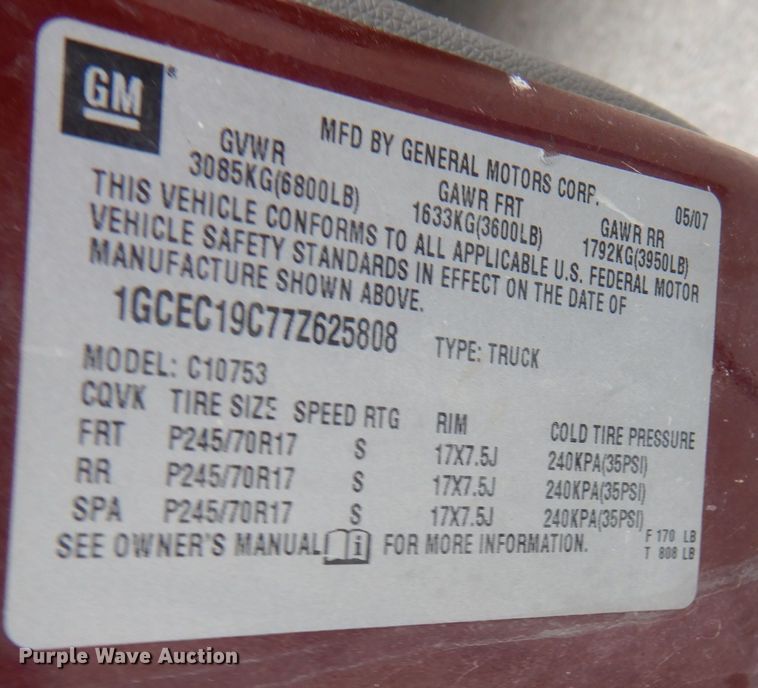 GM®
MFD BY GENERAL MOTORS CORP. 05/07
GVWR GAWR FRT GAWR RR
3085KG(6800LB) 1633KG(3600LB) 1792KG(3950LB)
THIS VEHICLE CONFORMS TO ALL APPLICABLE U.S. FEDERAL MOTOR
VEHICLE SAFETY STANDARDS IN EFFECT ON THE DATE OF
MANUFACTURE SHOWN ABOVE.
1GCEC19C77Z625808 TYPE: TRUCK
MODEL: C10753
CQVK TIRE SIZE SPEED RTG RIM COLD TIRE PRESSURE
FRT P245/70R17 S 17X7.5J 240KPA(35PSI)
RR P245/70R17 S 17X7.5J 240KPA(35PSI)
SPA P245/70R17 S 17X7.5J 240KPA(35PSI)
SEE OWNER'S MANUAL i FOR MORE INFORMATION.
F 170 LB
T 808 LB
Purple Wave Auction